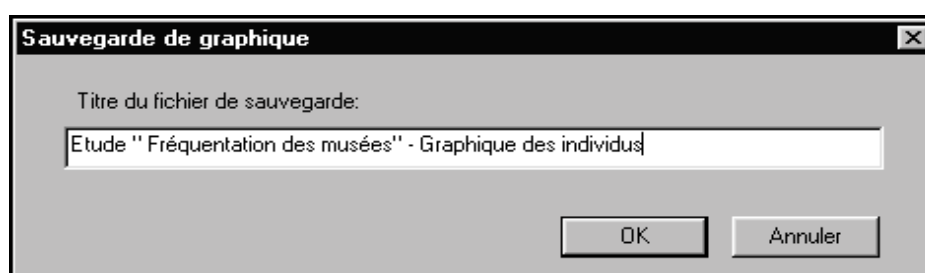 Sauvegarde de graphique
Titre du fichier de sauvegarde:
Etude " Fréquentation des musées" - Graphique des individus
OK Annuler